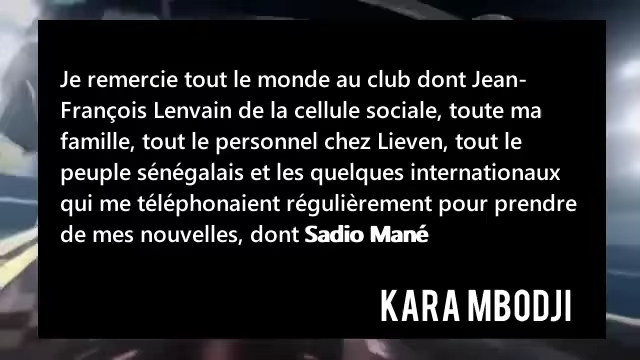 Je remercie tout le monde au club dont Jean-
François Lenvain de la cellule sociale, toute ma
famille, tout le personnel chez Lieven, tout le
peuple sénégalais et les quelques internationaux
qui me téléphonaient régulièrement pour prendre
de mes nouvelles, dont Sadio Mané
KARA MBODJI